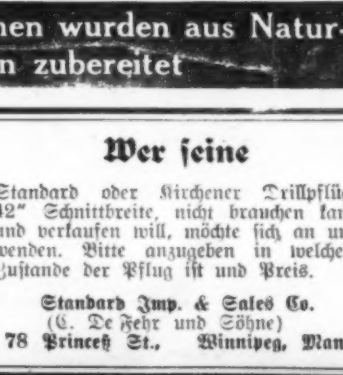 nen wurden aus Natur-
n zubereitet
Wer seine
Standard oder Kirchener Drillpflüg
42" Schnittbreite, nicht brauchen kan
und verkaufen will, möchte sich an un
wenden. Bitte anzugeben in welche
Zustande der Pflug ist und Preis.
Standard Imp. & Sales Co.
(C. De Fehr und Söhne)
78 Princeß St., Winnipeg, Man